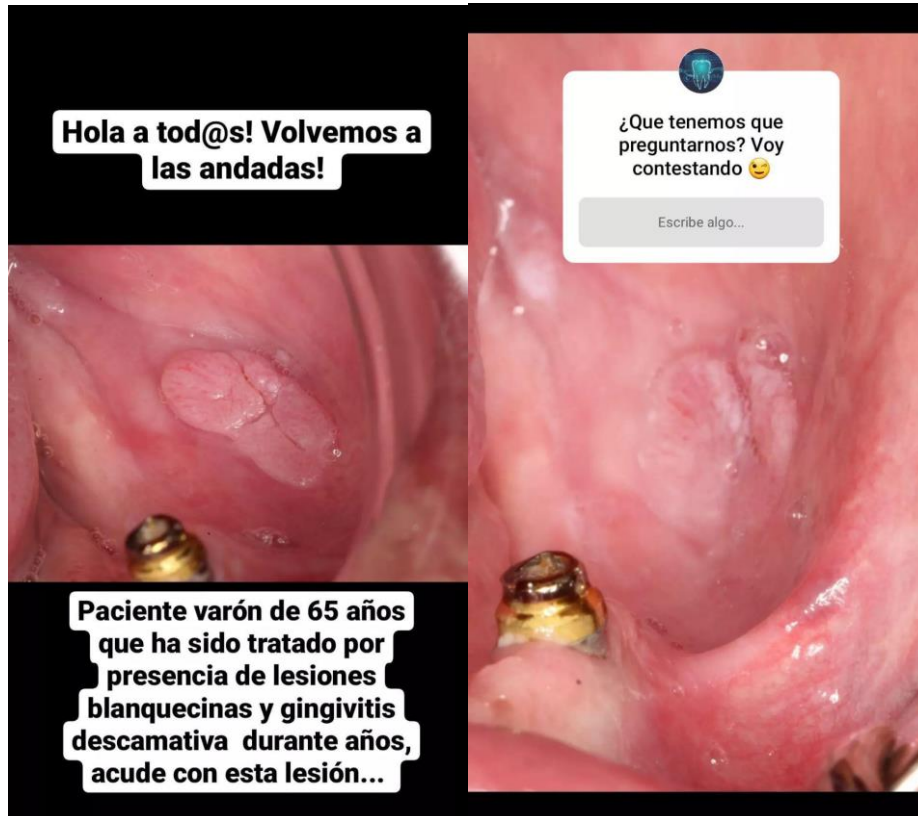 Hola a tod@s! Volvemos a
las andadas!
Paciente varón de 65 años
que ha sido tratado por
presencia de lesiones
blanquecinas y gingivitis
descamativa durante años,
acude con esta lesión...
¿Que tenemos que
preguntarnos? Voy
contestando 😉
Escribe algo...